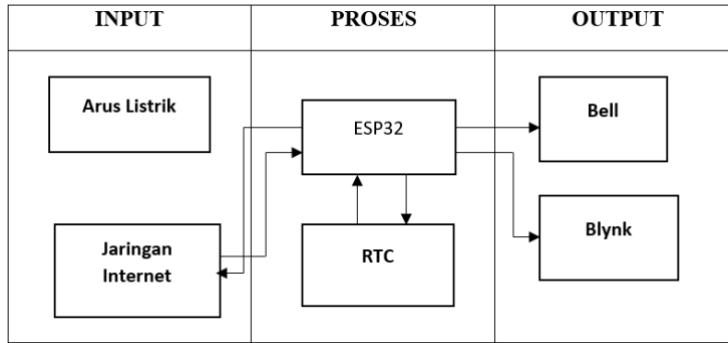 INPUT
PROSES
OUTPUT
Arus Listrik
ESP32
Bell
Jaringan
Internet
RTC
Blynk